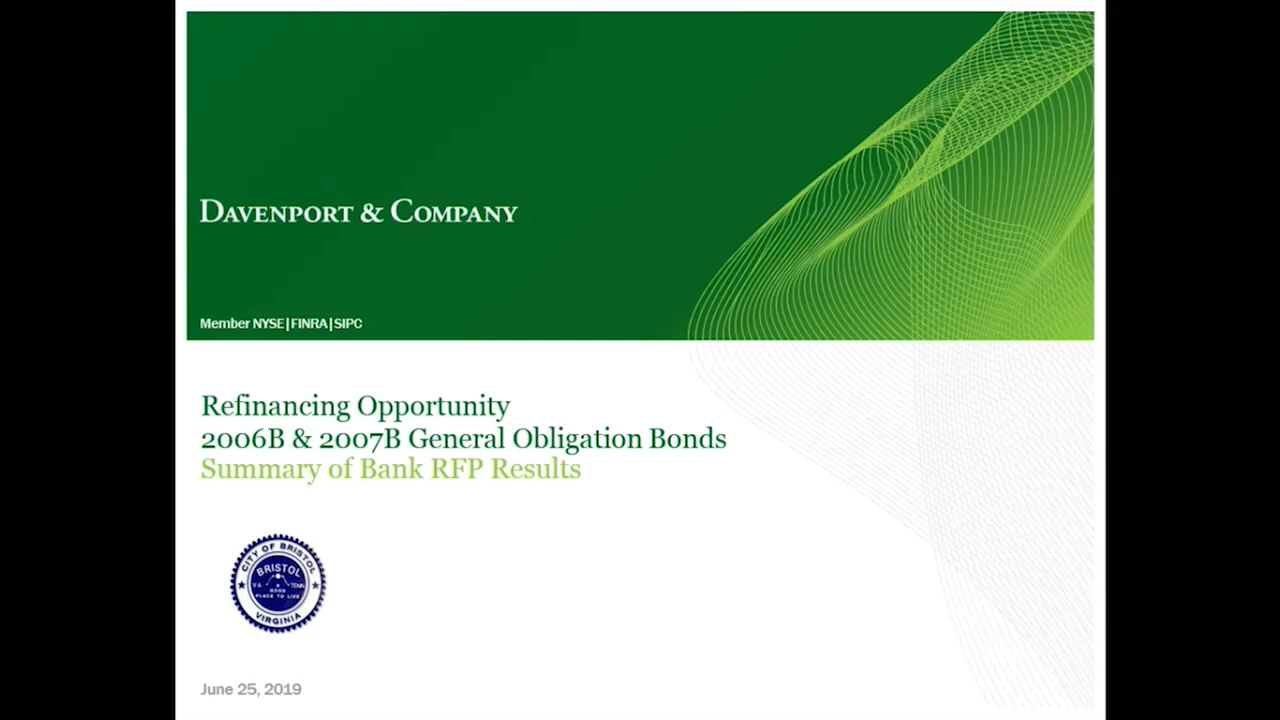 DAVENPORT & COMPANY
Member NYSE|FINRA|SIPC
Refinancing Opportunity
2006B & 2007B General Obligation Bonds
Summary of Bank RFP Results
CITY OF BRISTOL
BRISTOL
VA TENN
GOOD
PLACE TO LIVE
VIRGINIA
June 25, 2019